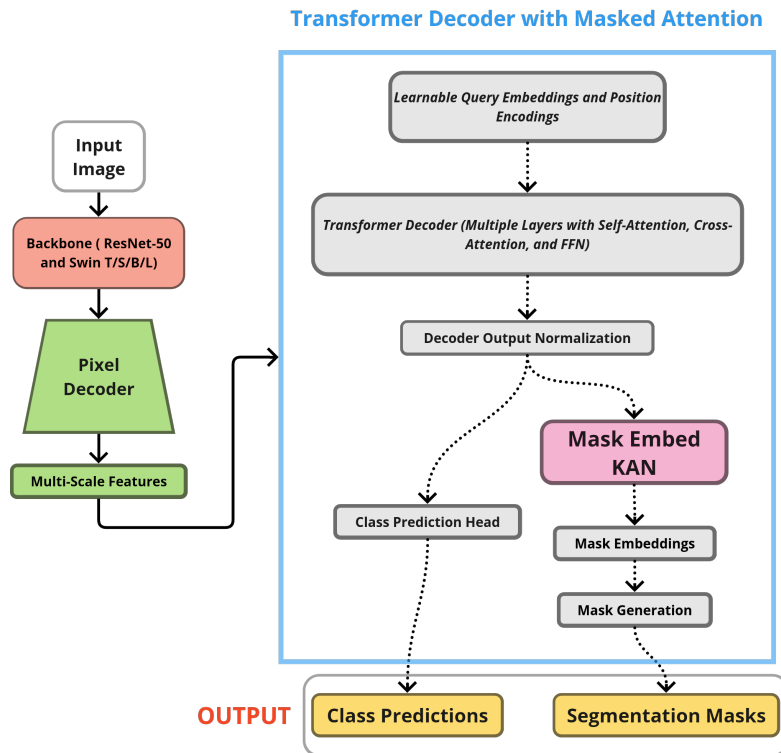 Transformer Decoder with Masked Attention
Input
Image
Backbone ( ResNet-50
and Swin T/S/B/L)
Pixel
Decoder
Multi-Scale Features
Learnable Query Embeddings and Position
Encodings
Transformer Decoder (Multiple Layers with Self-Attention, Cross-
Attention, and FFN)
Decoder Output Normalization
Mask Embed
KAN
Class Prediction Head
Mask Embeddings
Mask Generation
OUTPUT
Class Predictions
Segmentation Masks